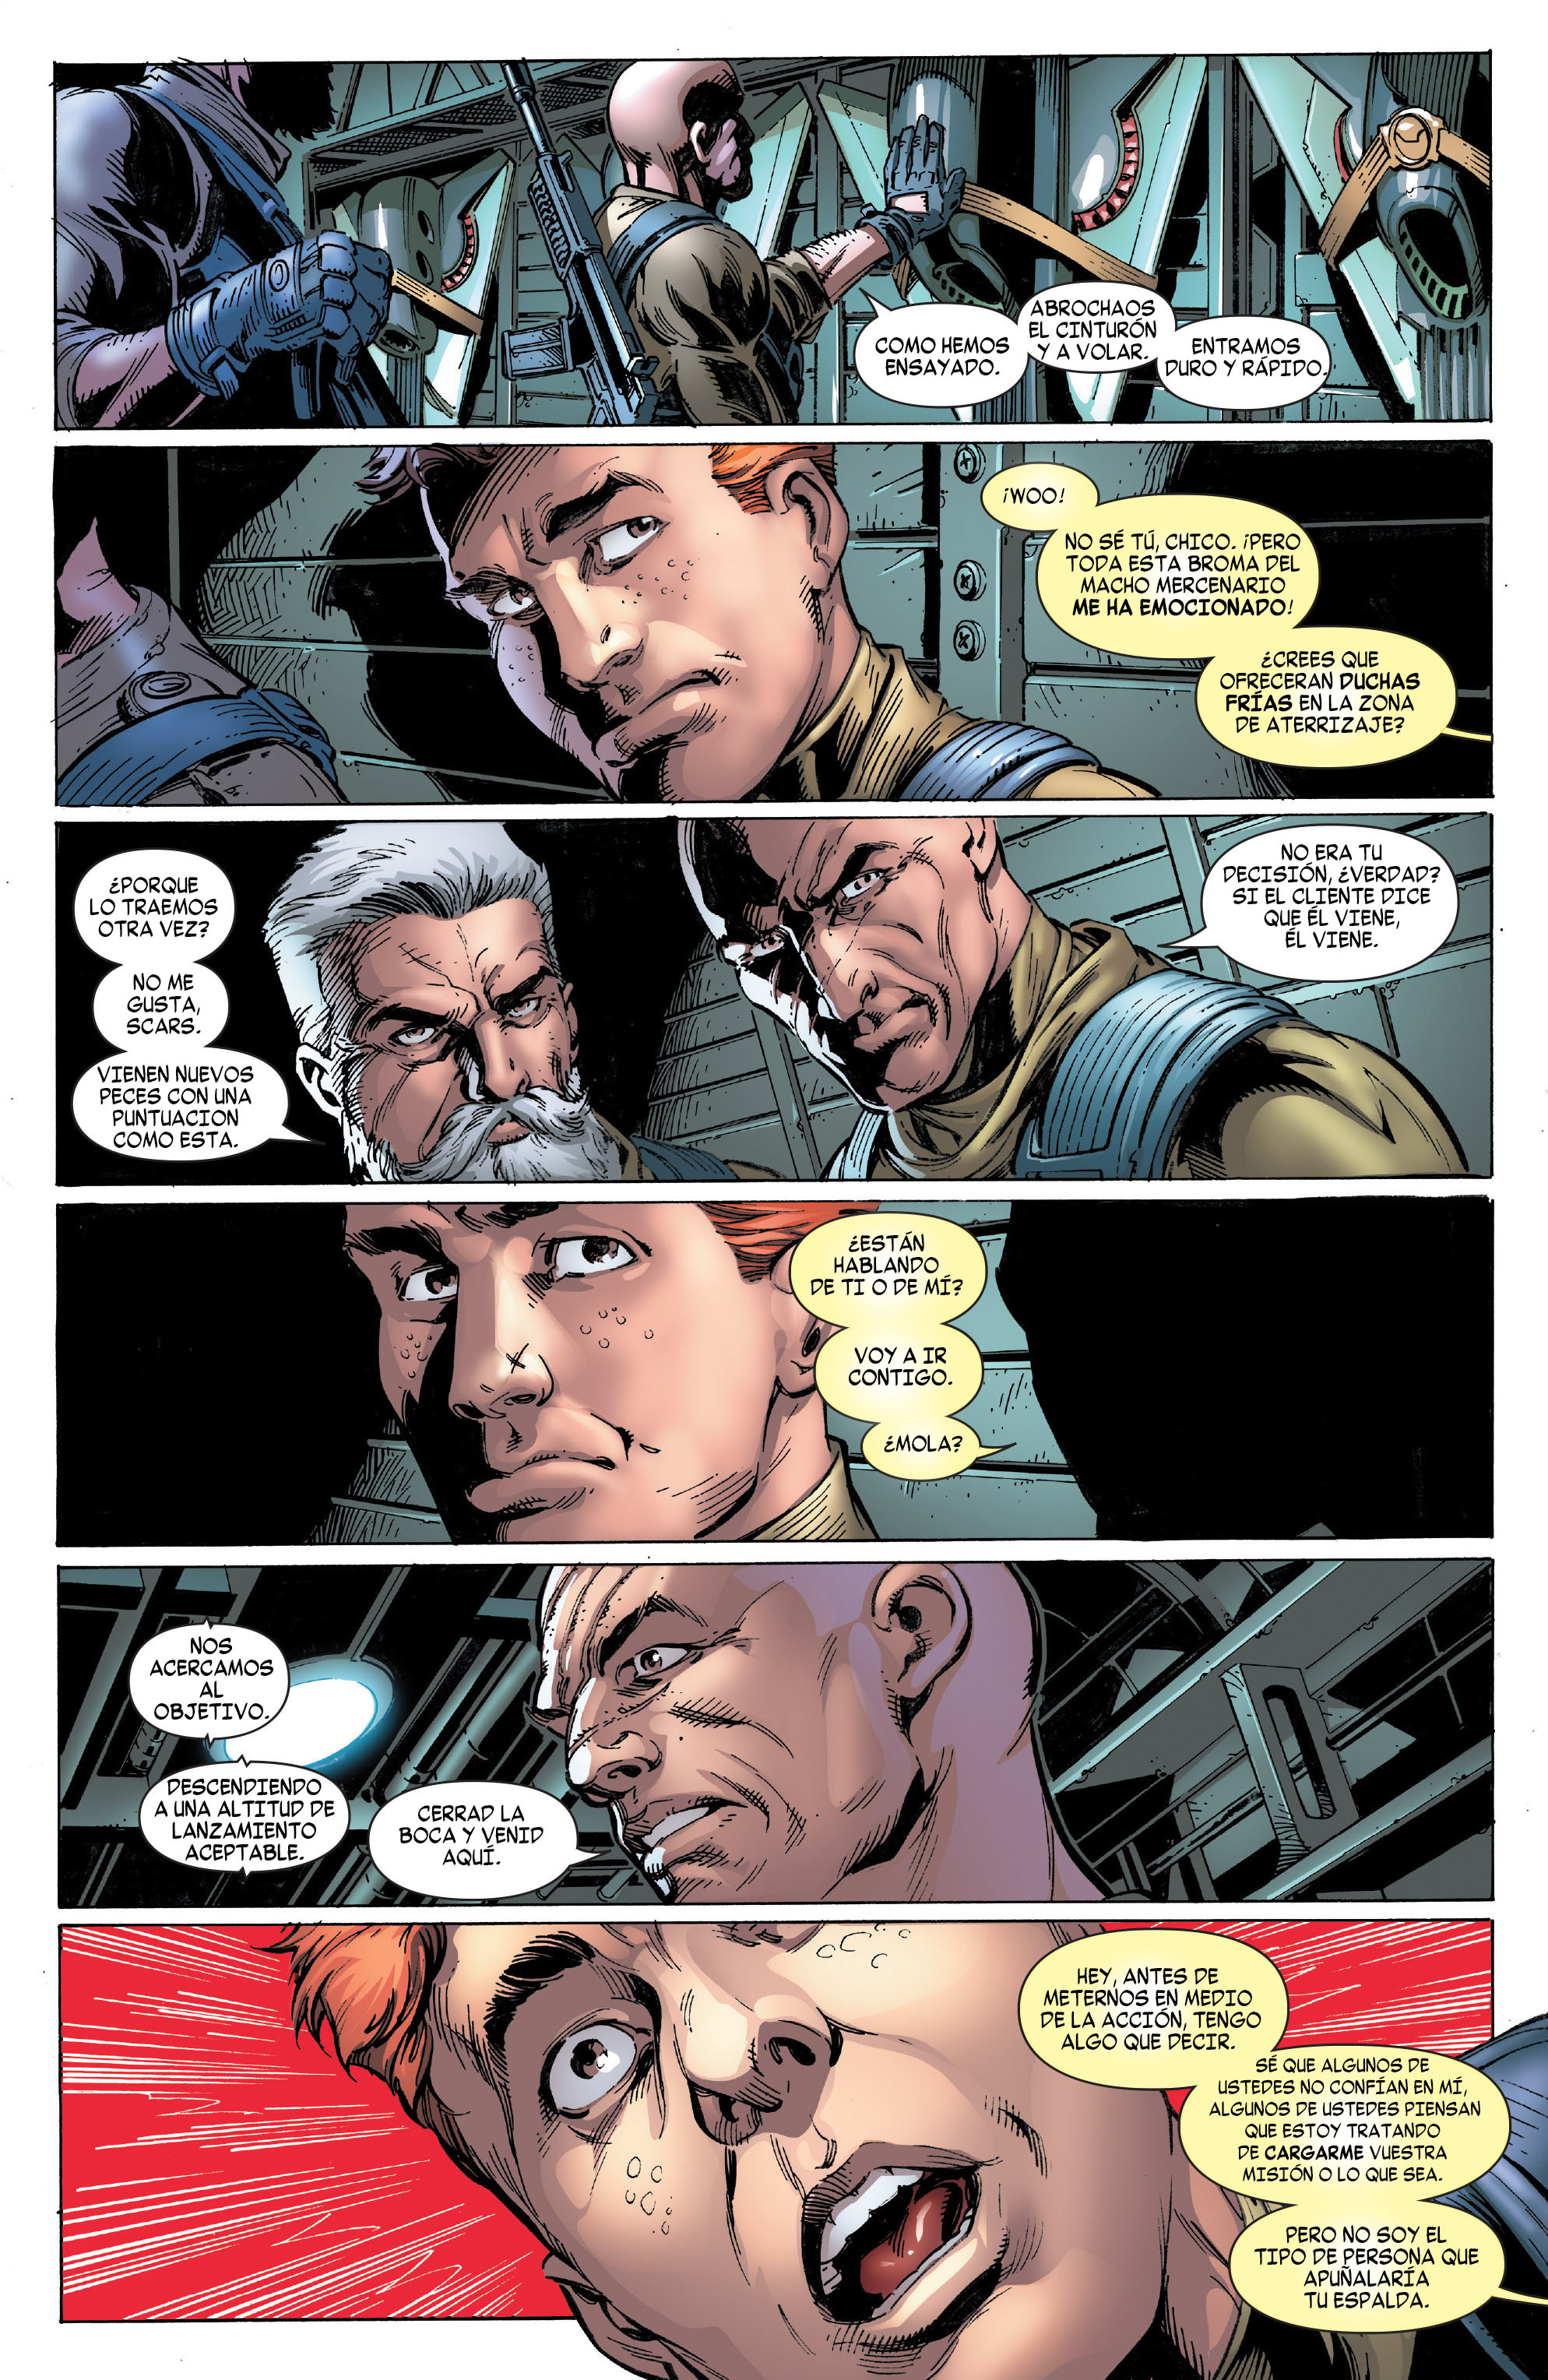 COMO HEMOS
ENSAYADO.
ABROCHAOS
EL CINTURÓN
Y A VOLAR.
ENTRAMOS
DURO Y RÁPIDO.
¡WOO!
NO SÉ TÚ, CHICO. ¡PERO
TODA ESTA BROMA DEL
MACHO MERCENARIO
ME HA EMOCIONADO!
¿CREES QUE
OFRECERAN DUCHAS
FRÍAS EN LA ZONA
DE ATERRIZAJE?
¿PORQUE
LO TRAEMOS
OTRA VEZ?
NO ME
GUSTA,
SCARS.
VIENEN NUEVOS
PECES CON UNA
PUNTUACION
COMO ESTA.
NO ERA TU
DECISIÓN, ¿VERDAD?
SI EL CLIENTE DICE
QUE ÉL VIENE,
ÉL VIENE.
¿ESTÁN
HABLANDO
DE TI O DE MÍ?
VOY A IR
CONTIGO.
¿MOLA?
NOS
ACERCAMOS
AL
OBJETIVO.
DESCENDIENDO
A UNA ALTITUD DE
LANZAMIENTO
ACEPTABLE.
CERRAD LA
BOCA Y VENID
AQUÍ.
HEY, ANTES DE
METERNOS EN MEDIO
DE LA ACCIÓN, TENGO
ALGO QUE DECIR.
SÉ QUE ALGUNOS DE
USTEDES NO CONFÍAN EN MÍ,
ALGUNOS DE USTEDES PIENSAN
QUE ESTOY TRATANDO
DE CARGARME VUESTRA
MISIÓN O LO QUE SEA.
PERO NO SOY EL
TIPO DE PERSONA QUE
APUÑALARÍA
TU ESPALDA.